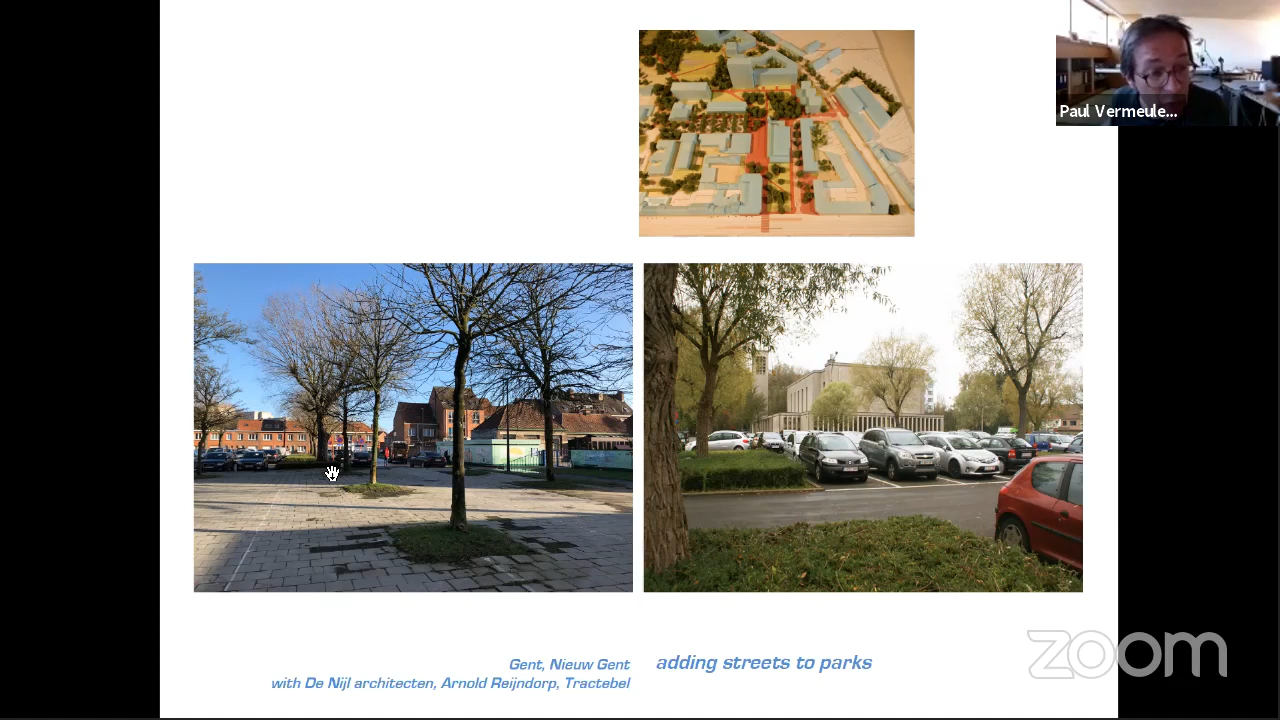 Paul Vermeule...
Gent, Nieuw Gent
with De Nijl architecten, Arnold Reijndorp, Tractebel
adding streets to parks
zoom